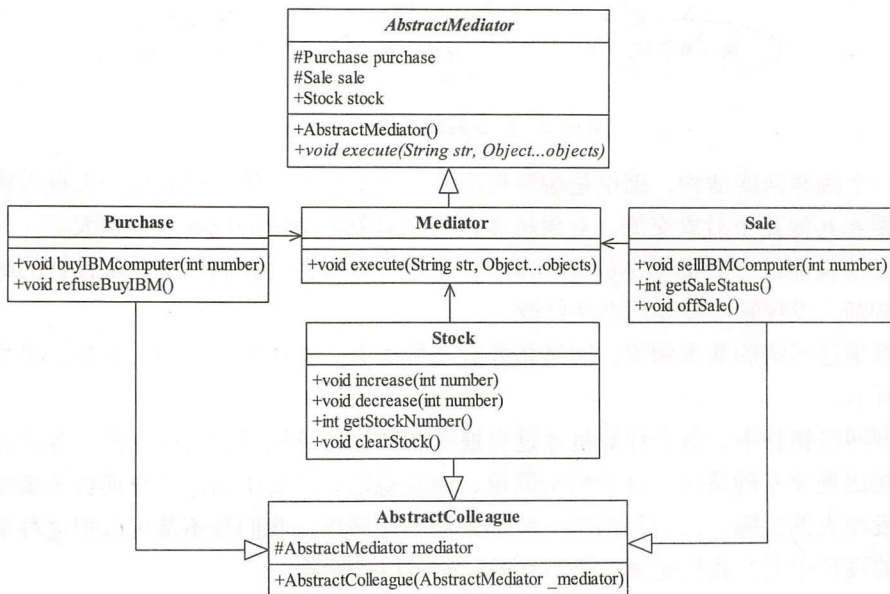 AbstractMediator
#Purchase purchase
#Sale sale
+Stock stock
+AbstractMediator()
+void execute(String str, Object...objects)
Purchase
+void buyIBMcomputer(int number)
+void refuseBuyIBM()
Mediator
+void execute(String str, Object...objects)
Sale
+void sellIBMComputer(int number)
+int getSaleStatus()
+void offSale()
Stock
+void increase(int number)
+void decrease(int number)
+int getStockNumber()
+void clearStock()
AbstractColleague
#AbstractMediator mediator
+AbstractColleague(AbstractMediator _mediator)